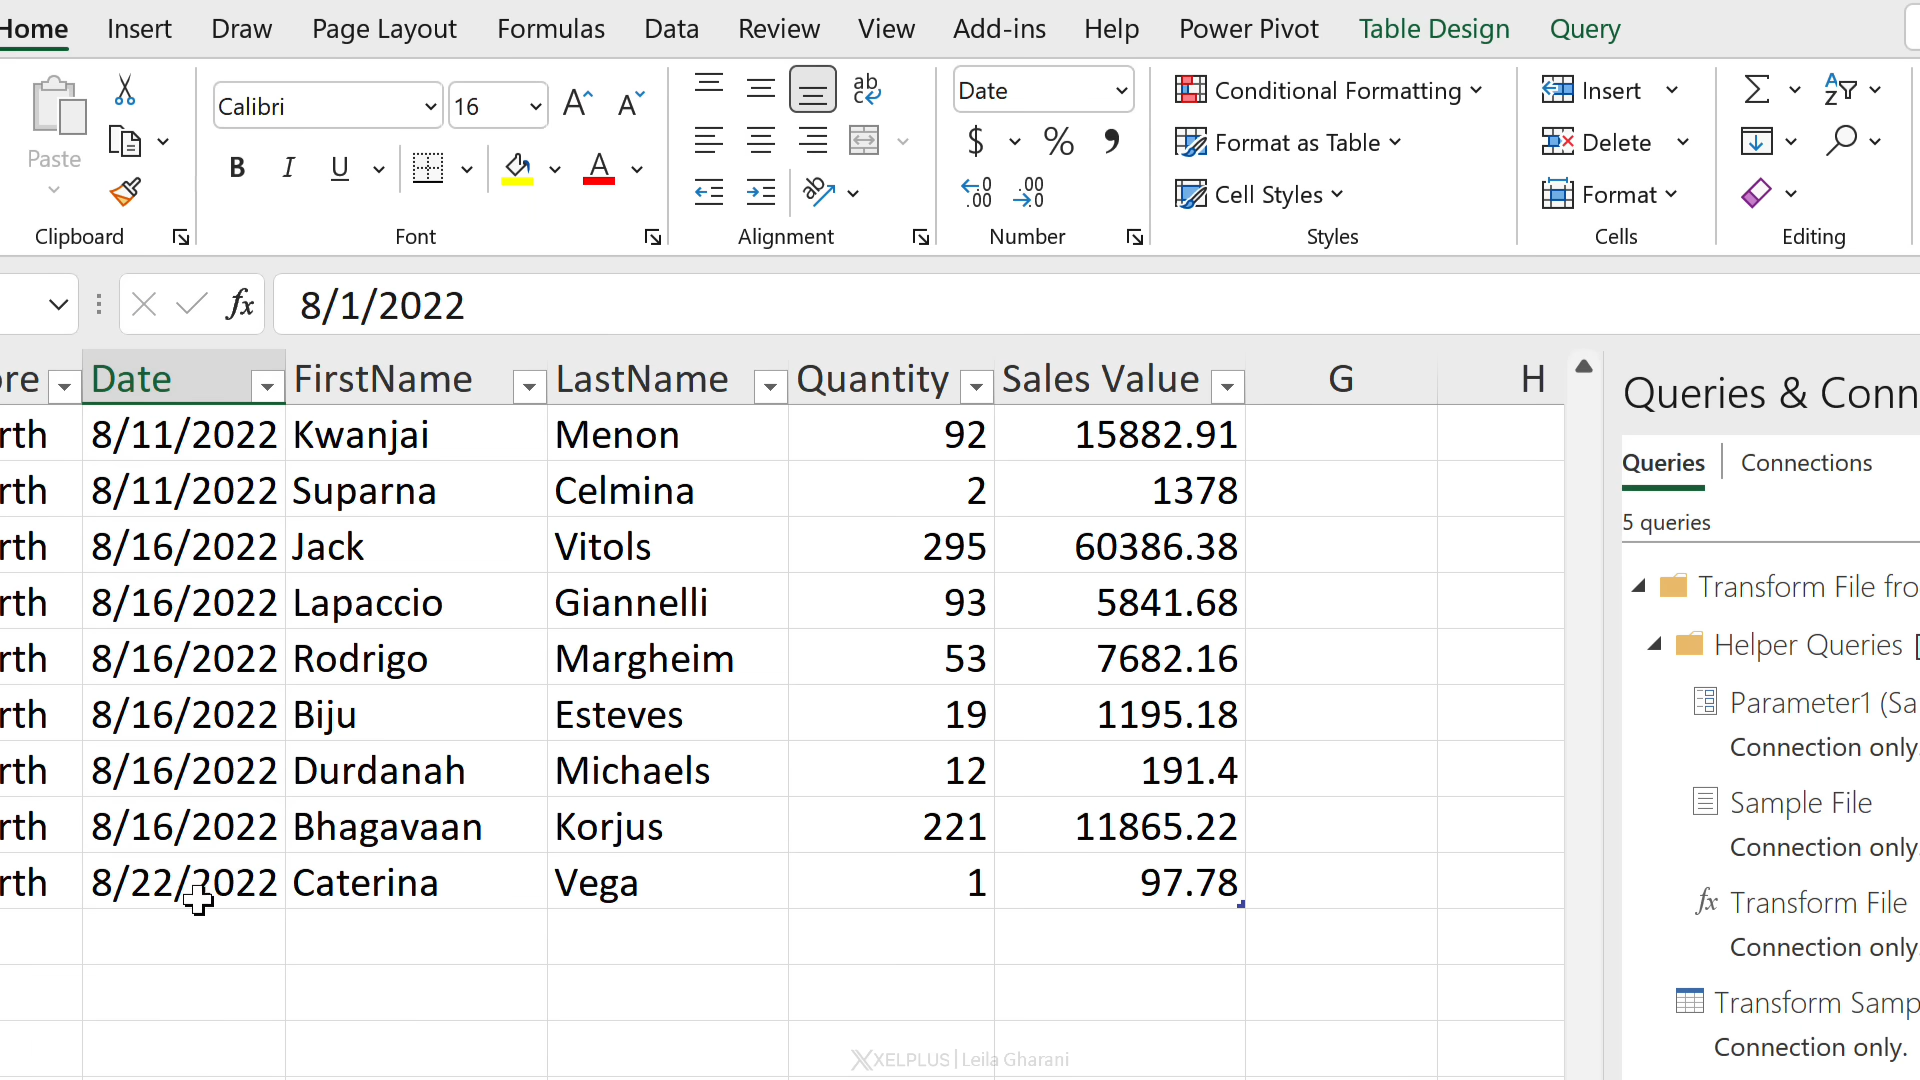 Home Insert Draw Page Layout Formulas Data Review View Add-ins Help Power Pivot Table Design Query
Paste
Clipboard
Calibri 16
B I U
Font
ab
Alignment
Date
$ % ,
Number
Conditional Formatting
Format as Table
Cell Styles
Styles
Insert
Delete
Format
Cells
Editing
fx 8/1/2022
ore Date FirstName LastName Quantity Sales Value G H
rth 8/11/2022 Kwanjai Menon 92 15882.91
rth 8/11/2022 Suparna Celmina 2 1378
rth 8/16/2022 Jack Vitols 295 60386.38
rth 8/16/2022 Lapaccio Giannelli 93 5841.68
rth 8/16/2022 Rodrigo Margheim 53 7682.16
rth 8/16/2022 Biju Esteves 19 1195.18
rth 8/16/2022 Durdanah Michaels 12 191.4
rth 8/16/2022 Bhagavaan Korjus 221 11865.22
rth 8/22/2022 Caterina Vega 1 97.78
Queries & Conn
Queries Connections
5 queries
Transform File fro
Helper Queries [
Parameter1 (Sa
Connection only.
Sample File
Connection only.
fx Transform File
Connection only.
Transform Samp
Connection only.
XELPLUS | Leila Gharani